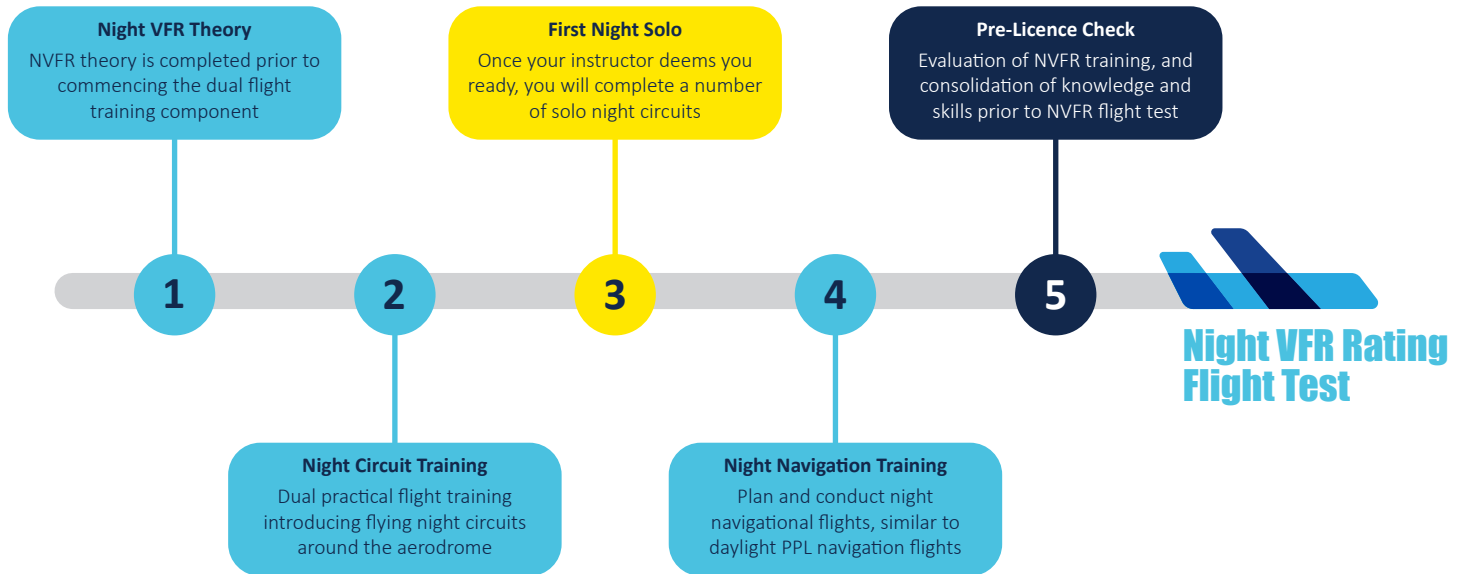 Night VFR Theory
NVFR theory is completed prior to
commencing the dual flight
training component
First Night Solo
Once your instructor deems you
ready, you will complete a number
of solo night circuits
Pre-Licence Check
Evaluation of NVFR training, and
consolidation of knowledge and
skills prior to NVFR flight test
1
2
3
4
5
Night VFR Rating
Flight Test
Night Circuit Training
Dual practical flight training
introducing flying night circuits
around the aerodrome
Night Navigation Training
Plan and conduct night
navigational flights, similar to
daylight PPL navigation flights